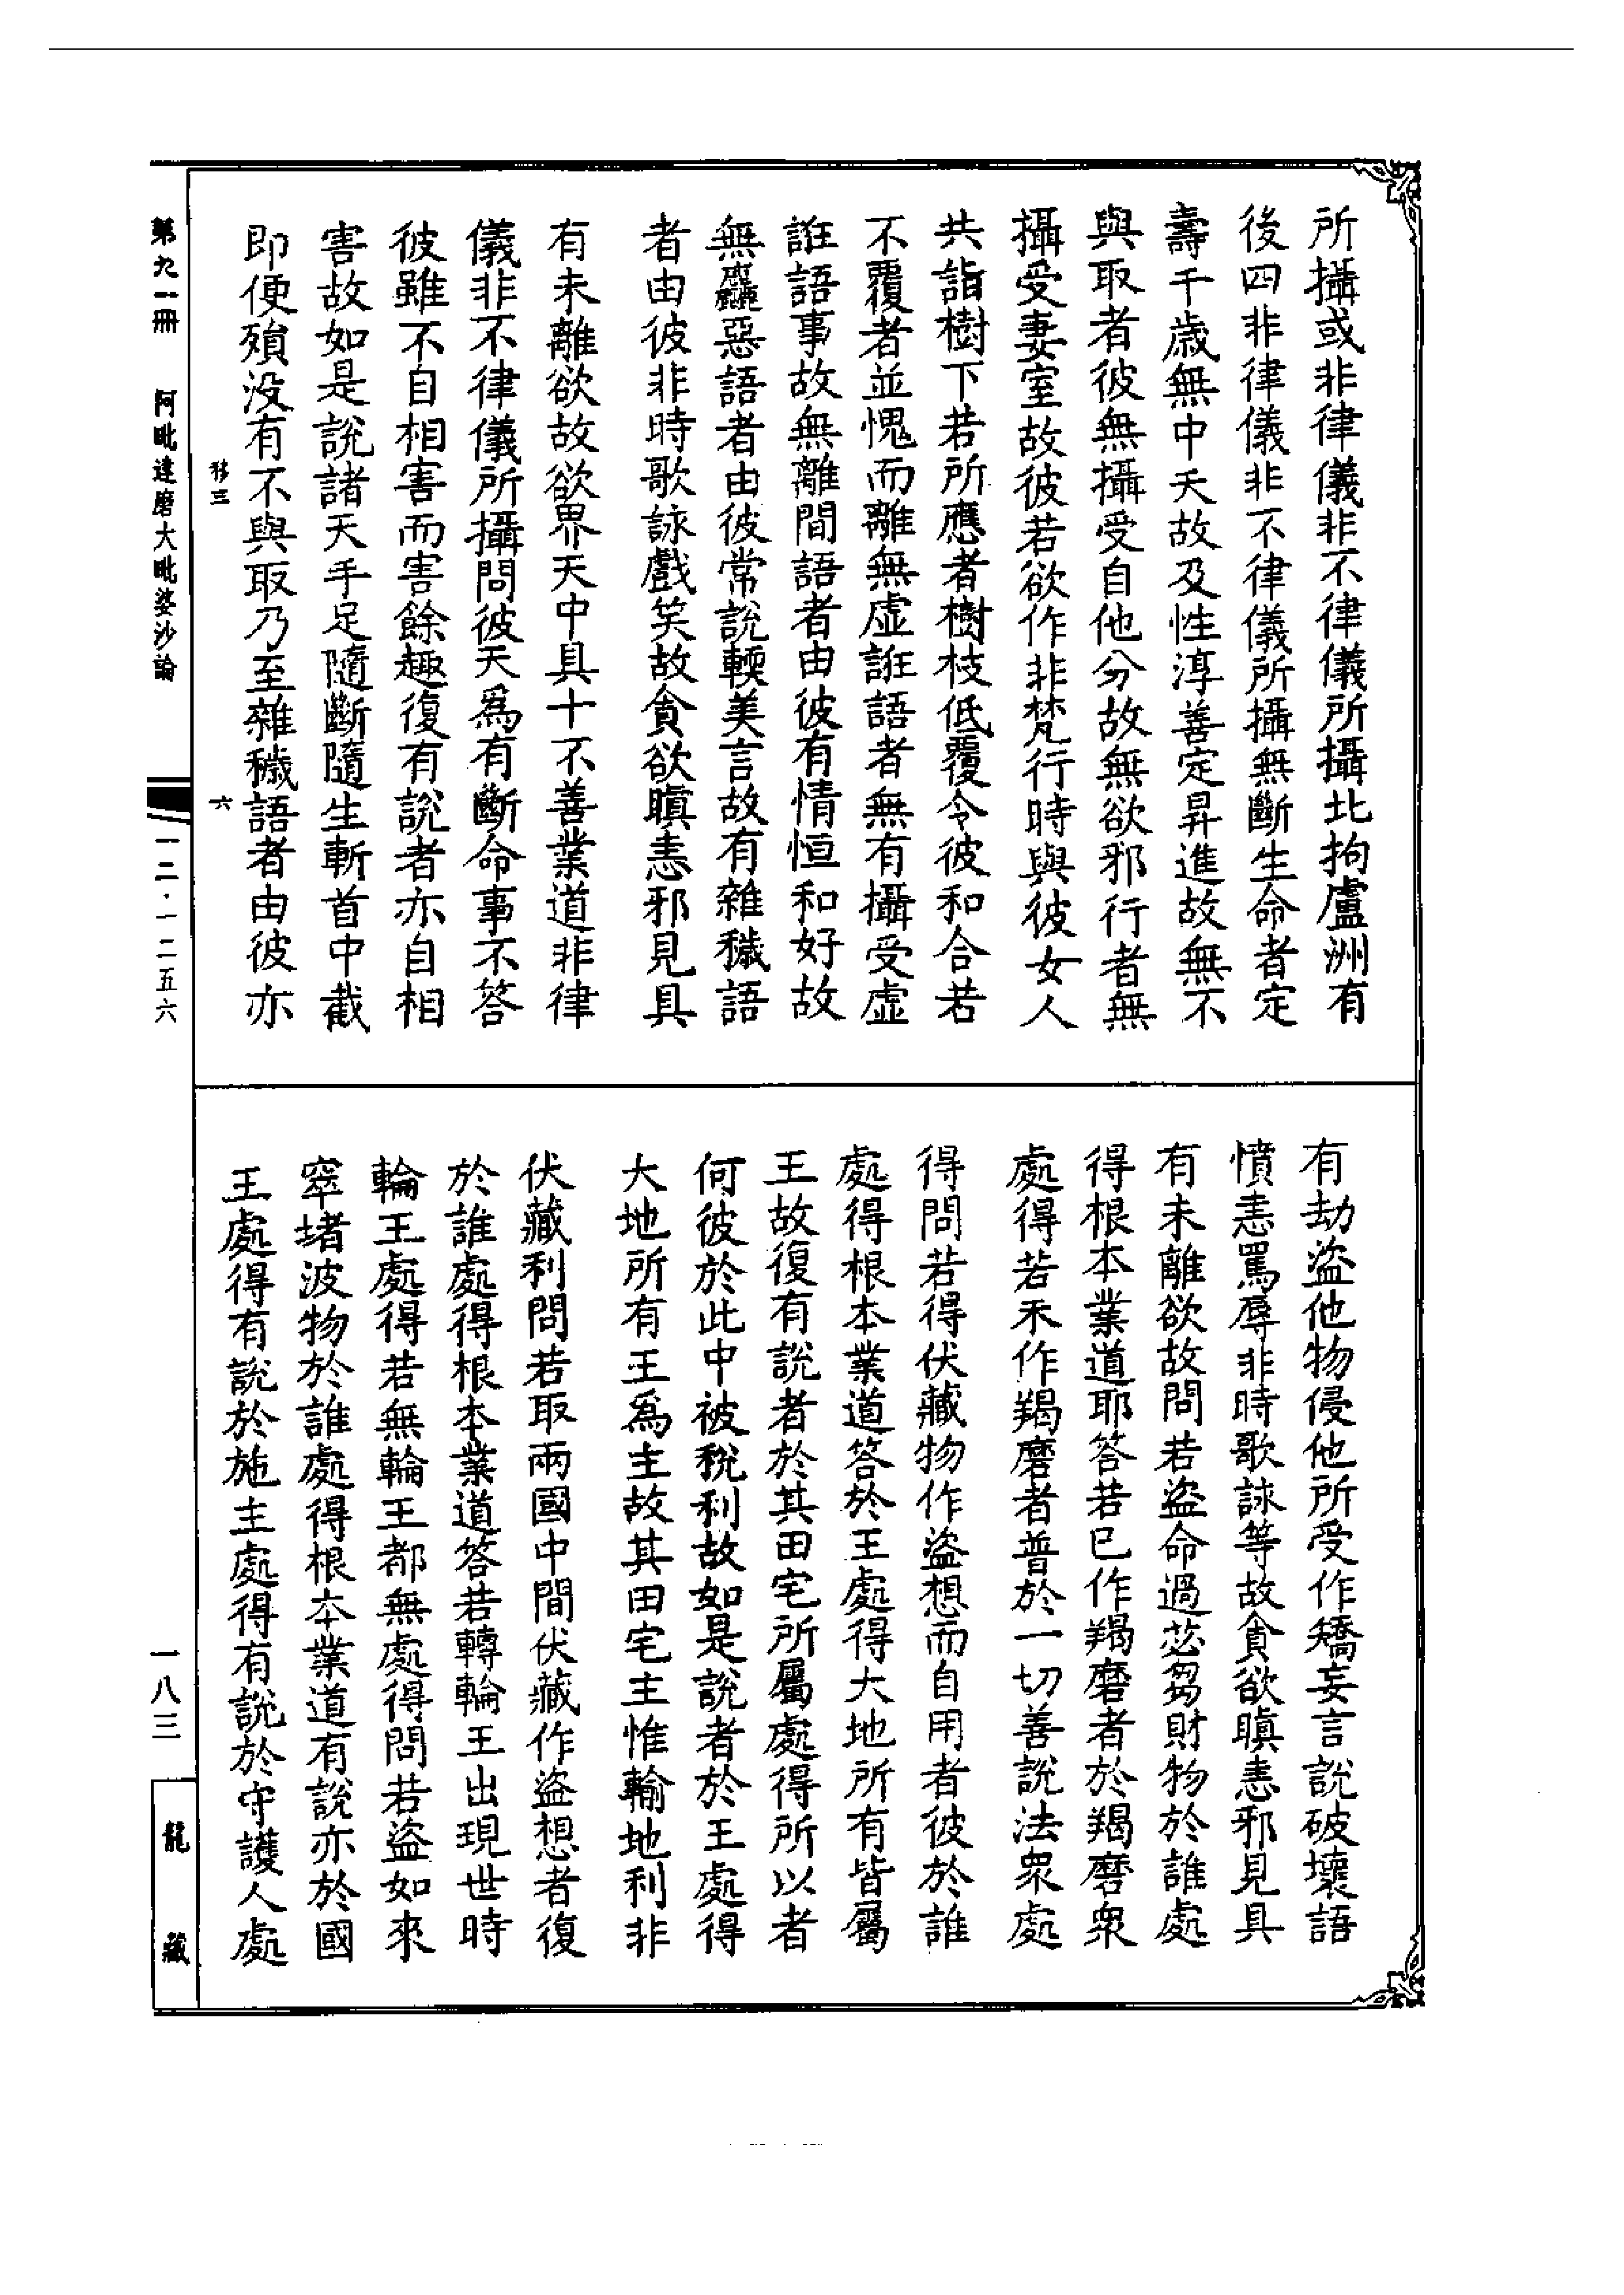 所攝或非律儀非不律儀所攝北拘盧洲有
後四非律儀非不律儀所攝無斷生命者定
壽千歲無中夭故及性淳善定昇進故無不
與取者彼無攝受自他分故無欲邪行者無
攝受妻室故彼若欲作非梵行時與彼女人
共詣樹下若所應者樹枝低覆令彼和合若
不覆者並愧而離無虛誑語者無有攝受虛
誑語事故無離間語者由彼有情恒和好故
無麤惡語者由彼常說輭美言故有雜穢語
者由彼非時歌詠戲笑故貪欲瞋恚邪見具
有未離欲故欲界天中具十不善業道非律
儀非不律儀所攝問彼天爲有斷命事不答
彼雖不自相害而害餘趣復有說者亦自相
害故如是說諸天手足隨斷隨生斬首中截
即便殞沒有不與取乃至雜穢語者由彼亦
有劫盜他物侵他所受作矯妄言說破壞語
憤恚罵辱非時歌詠等故貪欲瞋恚邪見具
有未離欲故問若盜命過苾芻財物於誰處
得根本業道耶答若已作羯磨者於羯磨衆
處得若未作羯磨者普於一切善說法衆處
得問若得伏藏物作盜想而自用者彼於誰
處得根本業道答於王處得大地所有皆屬
王故復有說者於其田宅所屬處得所以者
何彼於此中被稅利故如是說者於王處得
大地所有王爲主故其田宅主惟輸地利非
伏藏利問若取兩國中間伏藏作盜想者復
於誰處得根本業道答若轉輪王出現世時
輪王處得若無輪王都無處得問若盜如來
窣堵波物於誰處得根本業道有說亦於國
王處得有說於施主處得有說於守護人處
移三
六
第九一冊 阿毗達磨大毗婆沙論
一二·一二五六
一八三
龍藏